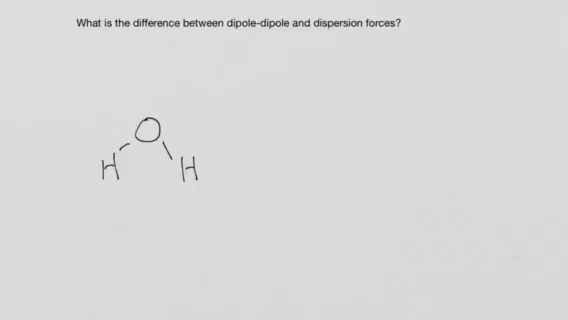 What is the difference between dipole-dipole and dispersion forces?
O
H H